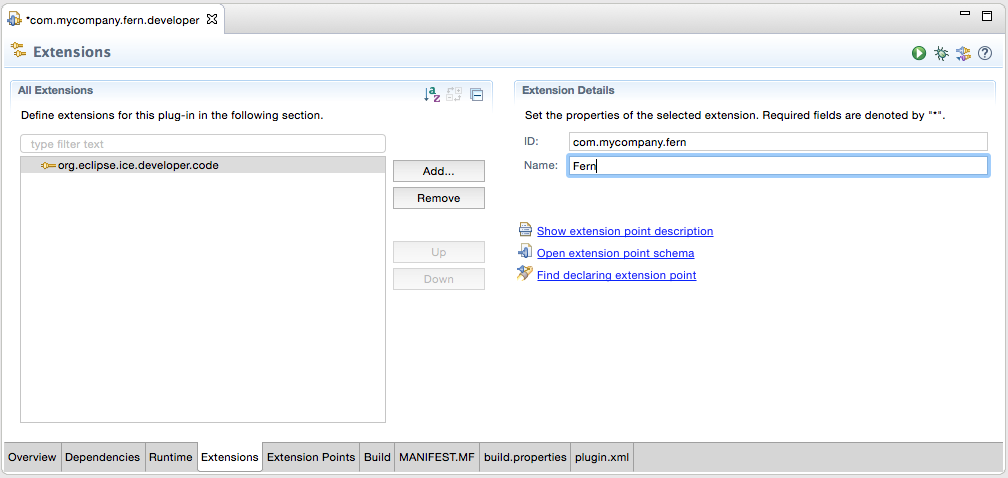 *com.mycompany.fern.developer
Extensions
All Extensions
Define extensions for this plug-in in the following section.
type filter text
org.eclipse.ice.developer.code
Add...
Remove
Up
Down
Extension Details
Set the properties of the selected extension. Required fields are denoted by "*".
ID: com.mycompany.fern
Name: Fern
Show extension point description
Open extension point schema
Find declaring extension point
Overview Dependencies Runtime Extensions Extension Points Build MANIFEST.MF build.properties plugin.xml